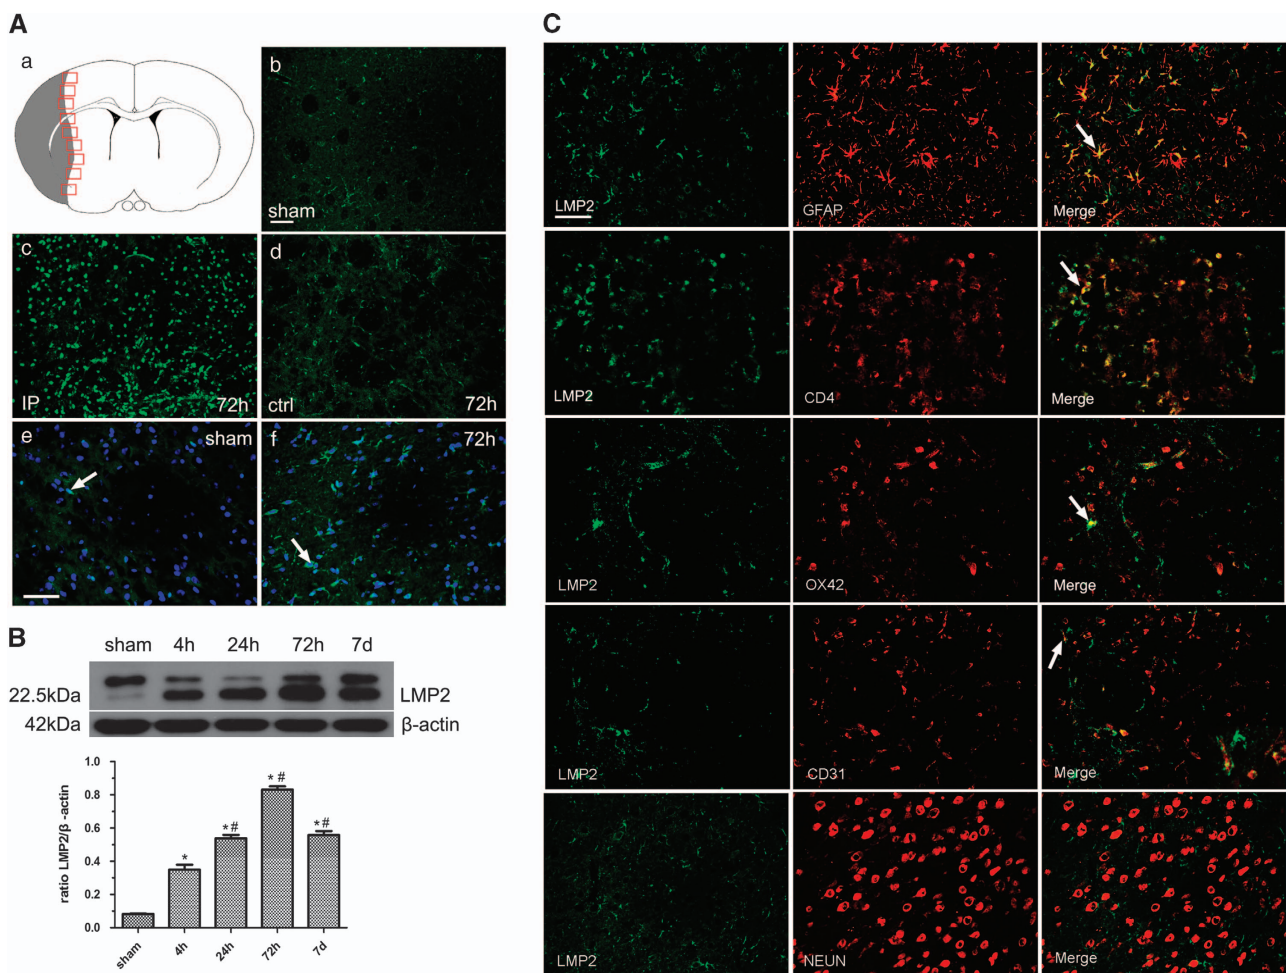 A
a
b
sham
c
IP
72h
d
ctrl
72h
e
sham
f
72h
B
sham 4h 24h 72h 7d
22.5kDa
LMP2
42kDa
β-actin
ratio LMP2/β -actin
1.0
0.8
0.6
0.4
0.2
0.0
*
*#
* #
*#
sham
4h
24h
72h
7d
C
LMP2
GFAP
Merge
LMP2
CD4
Merge
LMP2
OX42
Merge
LMP2
CD31
Merge
LMP2
NEUN
Merge